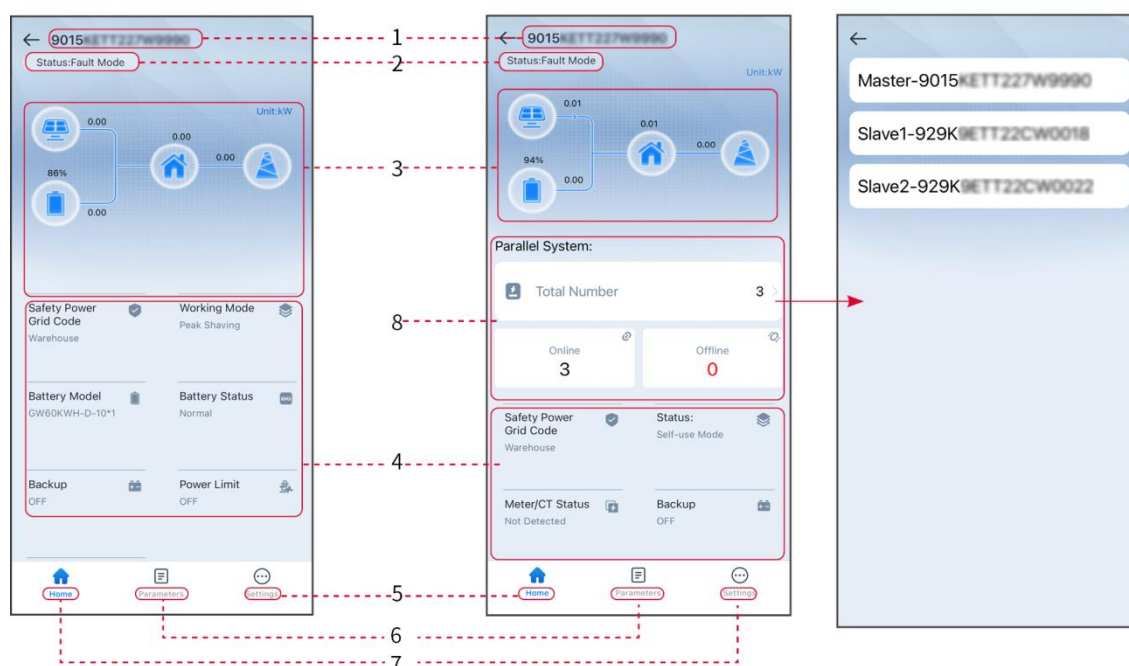 9015
Status:Fault Mode
Unit:kW
0.00
0.00
0.00
86%
0.00
Safety Power
Grid Code
Warehouse
Working Mode
Peak Shaving
Battery Model
GW60KWH-D-10*1
Battery Status
Normal
Backup
OFF
Power Limit
OFF
Home
Parameters
Settings
1
2
3
8
4
5
6
7
9015
Status:Fault Mode
Unit:kW
0.01
0.01
0.00
94%
0.00
Parallel System:
Total Number
3
Online
3
Offline
0
Safety Power
Grid Code
Warehouse
Status:
Self-use Mode
Meter/CT Status
Not Detected
Backup
OFF
Home
Parameters
Settings
Master-9015
Slave1-929K
Slave2-929K